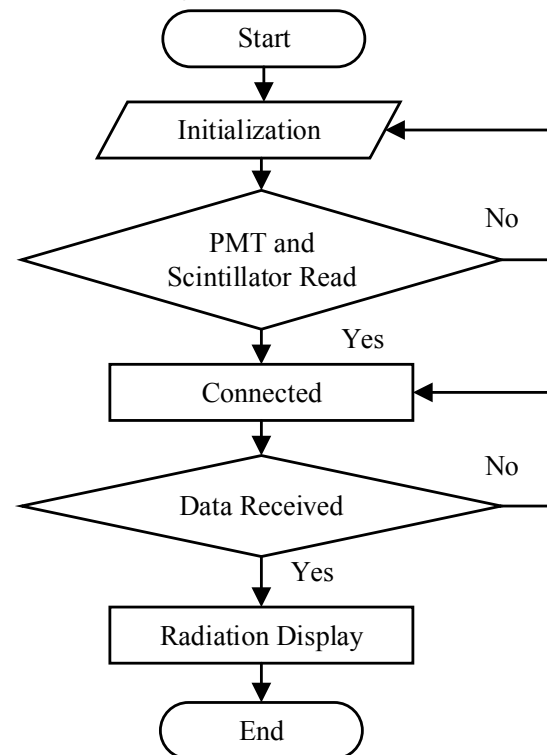 Start
Initialization
PMT and
Scintillator Read
No
Yes
Connected
Data Received
No
Yes
Radiation Display
End